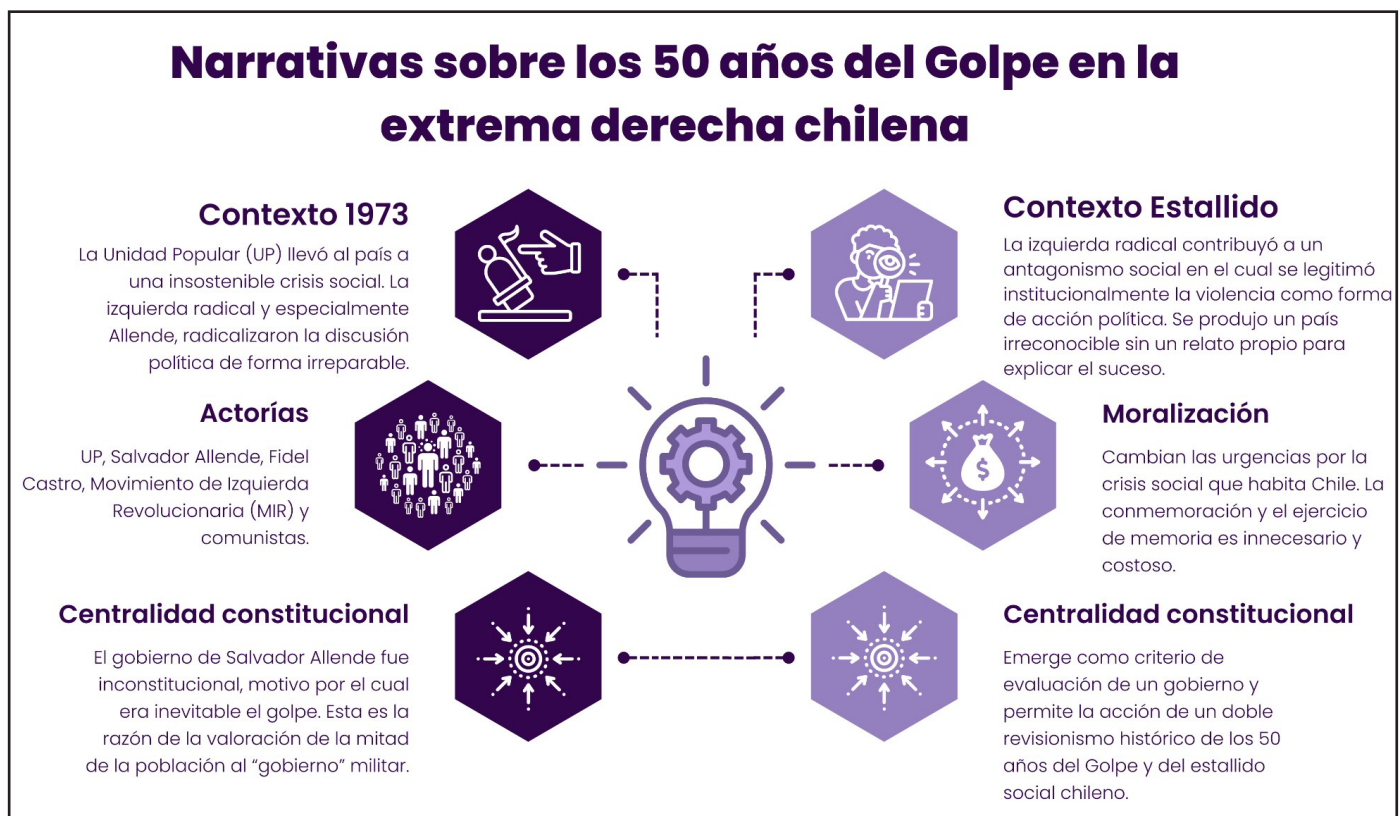 Narrativas sobre los 50 años del Golpe en la
extrema derecha chilena
Contexto 1973
La Unidad Popular (UP) llevó al país a
una insostenible crisis social. La
izquierda radical y especialmente
Allende, radicalizaron la discusión
política de forma irreparable.
Actorías
UP, Salvador Allende, Fidel
Castro, Movimiento de Izquierda
Revolucionaria (MIR) y
comunistas.
Centralidad constitucional
El gobierno de Salvador Allende fue
inconstitucional, motivo por el cual
era inevitable el golpe. Esta es la
razón de la valoración de la mitad
de la población al “gobierno” militar.
Contexto Estallido
La izquierda radical contribuyó a un
antagonismo social en el cual se legitimó
institucionalmente la violencia como forma
de acción política. Se produjo un país
irreconocible sin un relato propio para
explicar el suceso.
Moralización
$
Cambian las urgencias por la
crisis social que habita Chile. La
conmemoración y el ejercicio
de memoria es innecesario y
costoso.
Centralidad constitucional
Emerge como criterio de
evaluación de un gobierno y
permite la acción de un doble
revisionismo histórico de los 50
años del Golpe y del estallido
social chileno.